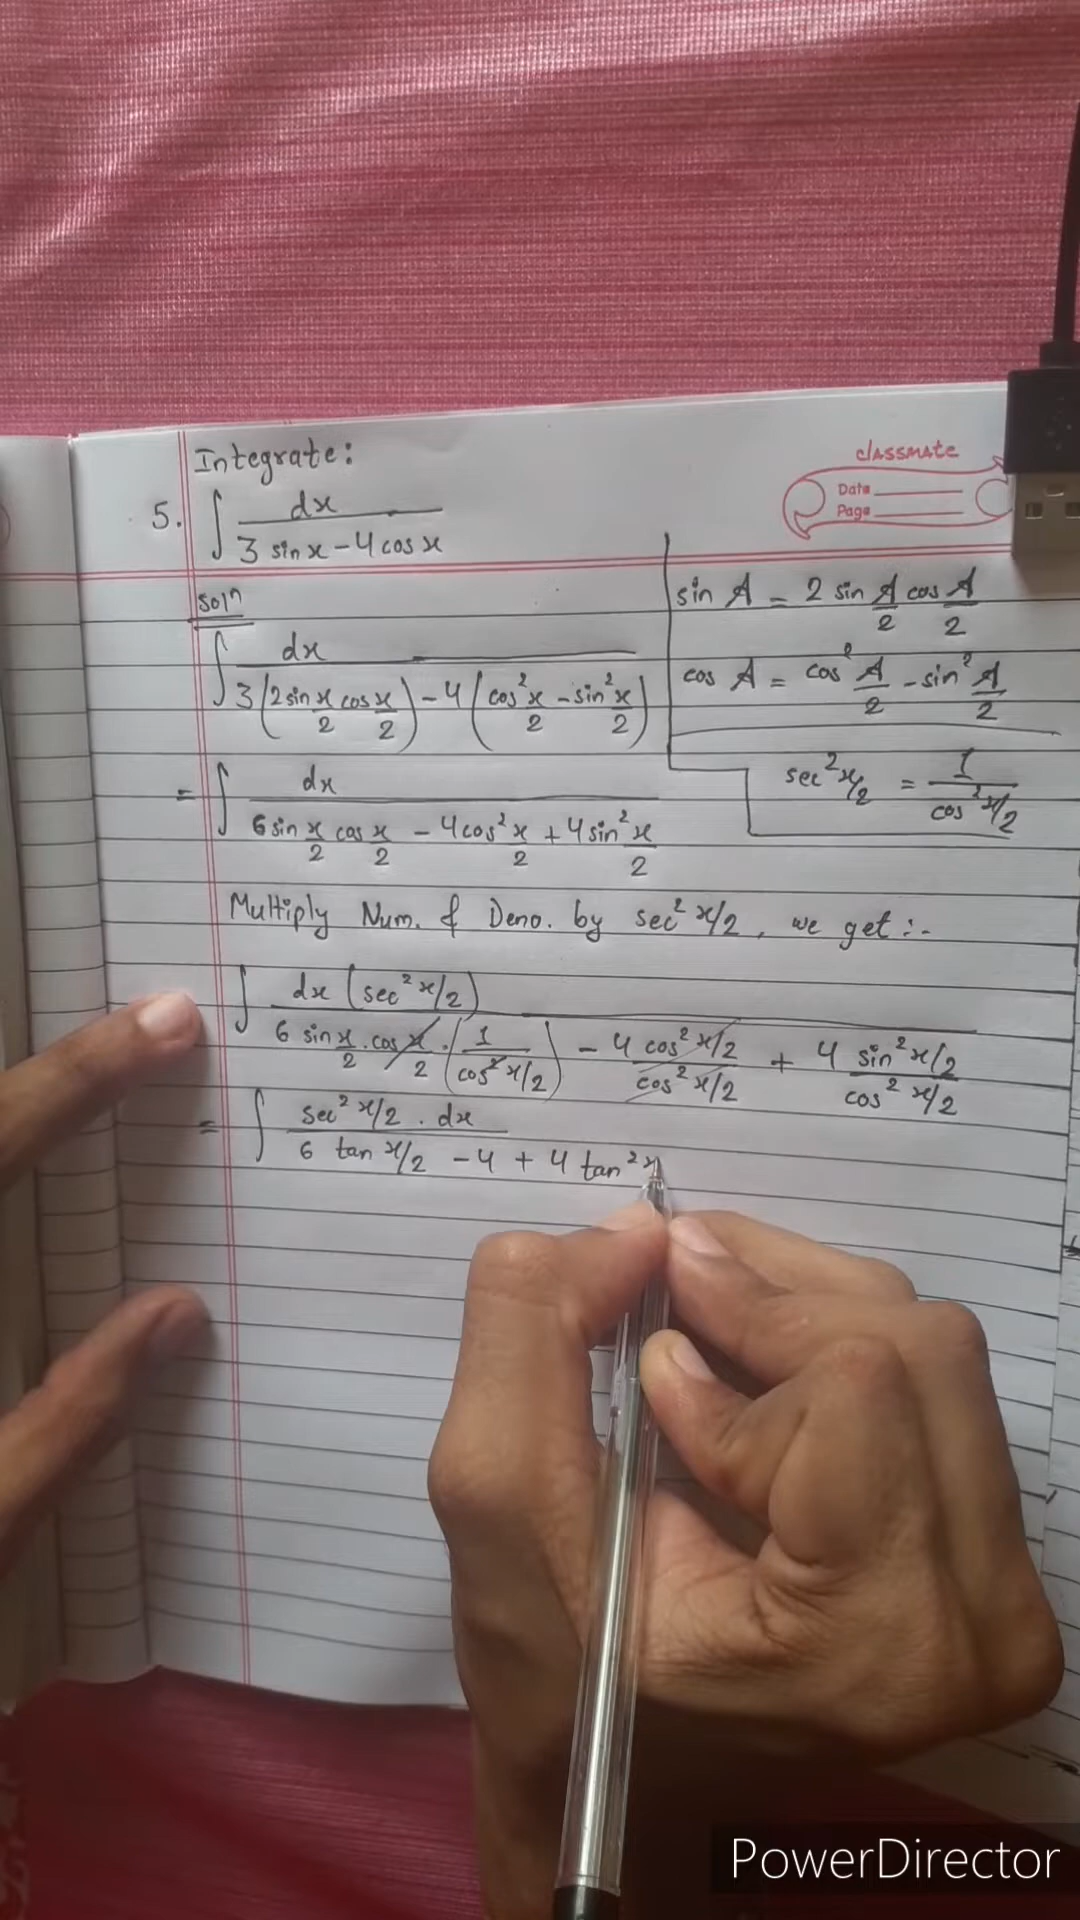 Integrate:
classmate
Date
Page
5. ∫ dx / 3 sin x - 4 cos x
Solⁿ
sin A = 2 sin A/2 cos A/2
∫ dx / 3(2 sin x/2 cos x/2) - 4(cos² x/2 - sin² x/2)
cos A = cos² A/2 - sin² A/2
sec² x/2 = 1 / cos² x/2
= ∫ dx / 6 sin x/2 cos x/2 - 4 cos² x/2 + 4 sin² x/2
Multiply Num. & Deno. by sec² x/2, we get :-
∫ dx (sec² x/2) / 6 sin x/2 . cos x/2 . (1 / cos² x/2) - 4 cos² x/2 / cos² x/2 + 4 sin² x/2 / cos² x/2
= ∫ sec² x/2 . dx / 6 tan x/2 - 4 + 4 tan² x
PowerDirector